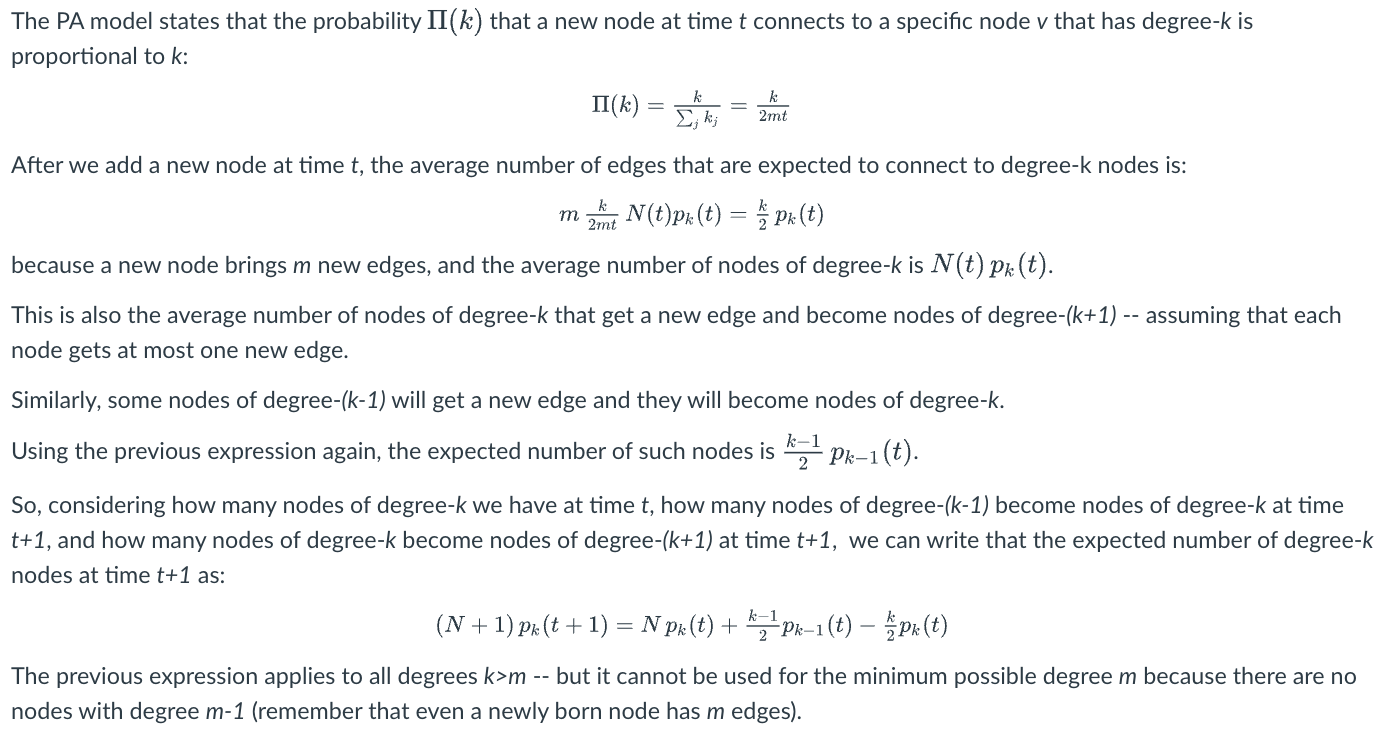 The PA model states that the probability Π(k) that a new node at time t connects to a specific node v that has degree-k is
proportional to k:
Π(k) = k / ∑_j k_j = k / 2mt
After we add a new node at time t, the average number of edges that are expected to connect to degree-k nodes is:
m k/2mt N(t)p_k(t) = k/2 p_k(t)
because a new node brings m new edges, and the average number of nodes of degree-k is N(t) p_k(t).
This is also the average number of nodes of degree-k that get a new edge and become nodes of degree-(k+1) -- assuming that each
node gets at most one new edge.
Similarly, some nodes of degree-(k-1) will get a new edge and they will become nodes of degree-k.
Using the previous expression again, the expected number of such nodes is k−1/2 p_{k−1}(t).
So, considering how many nodes of degree-k we have at time t, how many nodes of degree-(k-1) become nodes of degree-k at time
t+1, and how many nodes of degree-k become nodes of degree-(k+1) at time t+1, we can write that the expected number of degree-k
nodes at time t+1 as:
(N + 1) p_k(t + 1) = N p_k(t) + k−1/2 p_{k−1}(t) − k/2 p_k(t)
The previous expression applies to all degrees k>m -- but it cannot be used for the minimum possible degree m because there are no
nodes with degree m-1 (remember that even a newly born node has m edges).